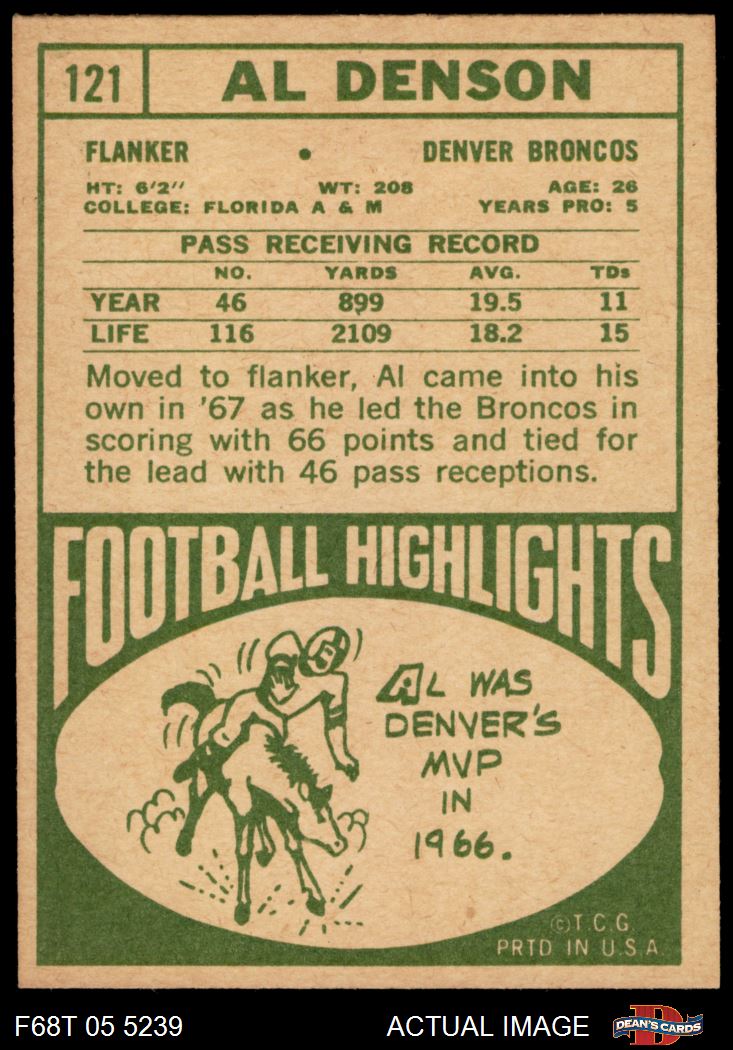 121 AL DENSON
FLANKER • DENVER BRONCOS
HT: 6'2" WT: 208 AGE: 26
COLLEGE: FLORIDA A & M YEARS PRO: 5
PASS RECEIVING RECORD
NO. YARDS AVG. TDs
YEAR 46 899 19.5 11
LIFE 116 2109 18.2 15
Moved to flanker, Al came into his
own in '67 as he led the Broncos in
scoring with 66 points and tied for
the lead with 46 pass receptions.
FOOTBALL HIGHLIGHTS
AL WAS
DENVER'S
MVP
IN
1966.
©T.C.G.
PRTD IN U.S.A.
F68T 05 5239 ACTUAL IMAGE D DEAN'S CARDS